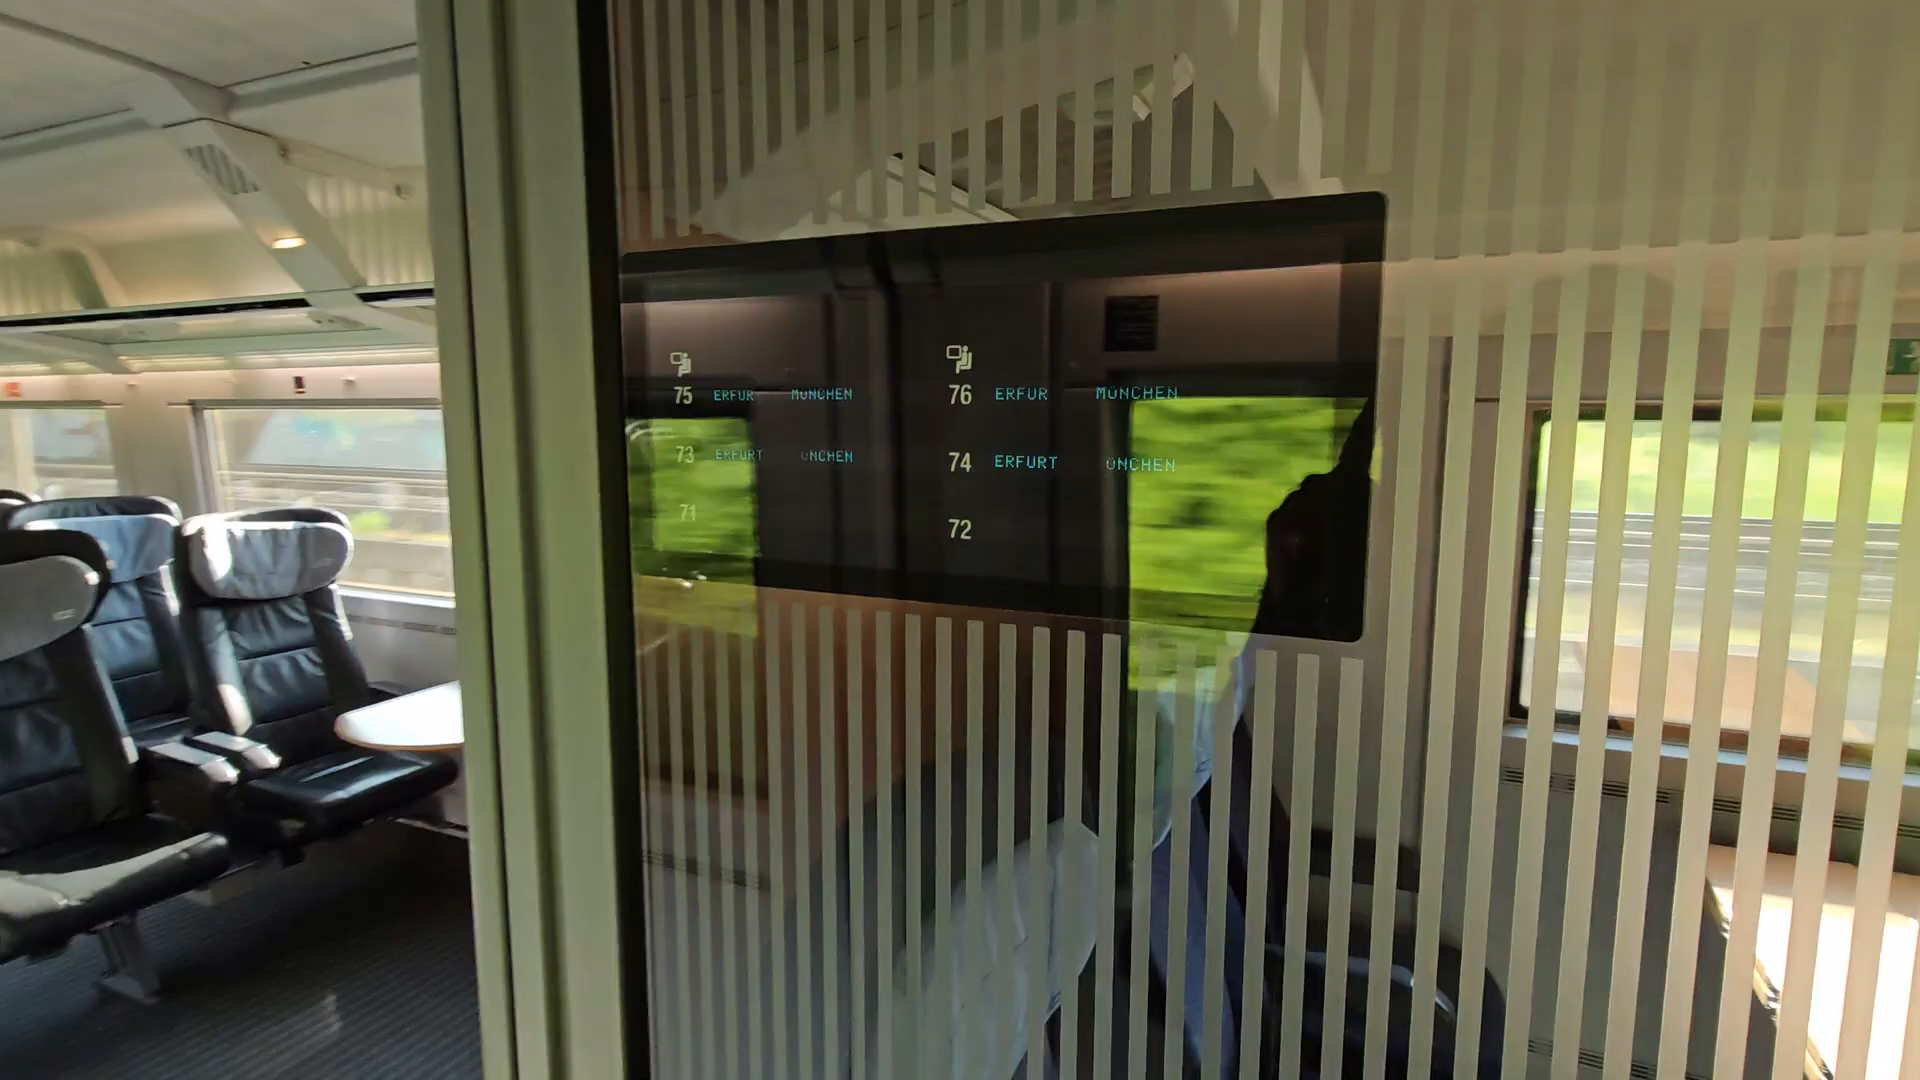 75 ERFUR MÜNCHEN 76 ERFUR MÜNCHEN
73 ERFURT ÜNCHEN 74 ERFURT ÜNCHEN
71 72